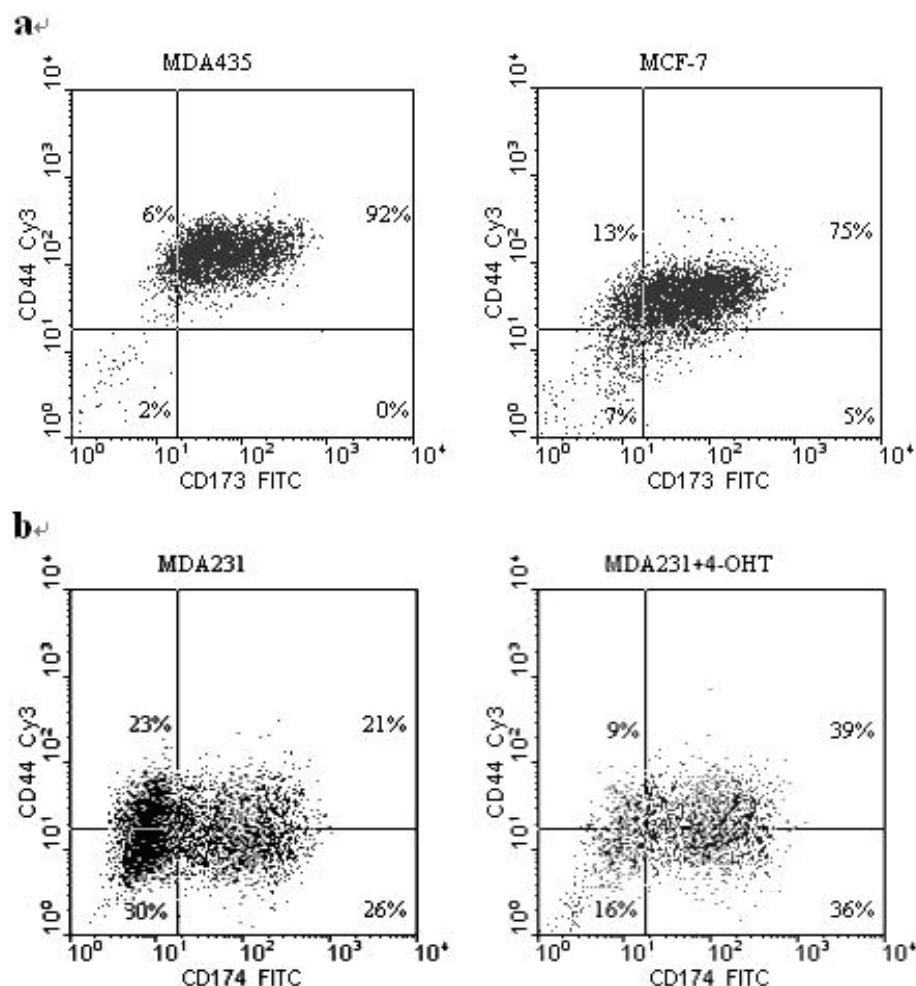 a↵
MDA435
MCF-7
10⁴
10³
10²
10¹
10⁰
CD44 Cy3
6%
92%
2%
0%
10⁰ 10¹ 10² 10³ 10⁴
CD173 FITC
10⁴
10³
10²
10¹
10⁰
CD44 Cy3
13%
75%
7%
5%
10⁰ 10¹ 10² 10³ 10⁴
CD173 FITC
b↵
MDA231
MDA231+4-OHT
10⁴
10³
10²
10¹
10⁰
CD44 Cy3
23%
21%
30%
26%
10⁰ 10¹ 10² 10³ 10⁴
CD174 FITC
10⁴
10³
10²
10¹
10⁰
CD44 Cy3
9%
39%
16%
36%
10⁰ 10¹ 10² 10³ 10⁴
CD174 FITC